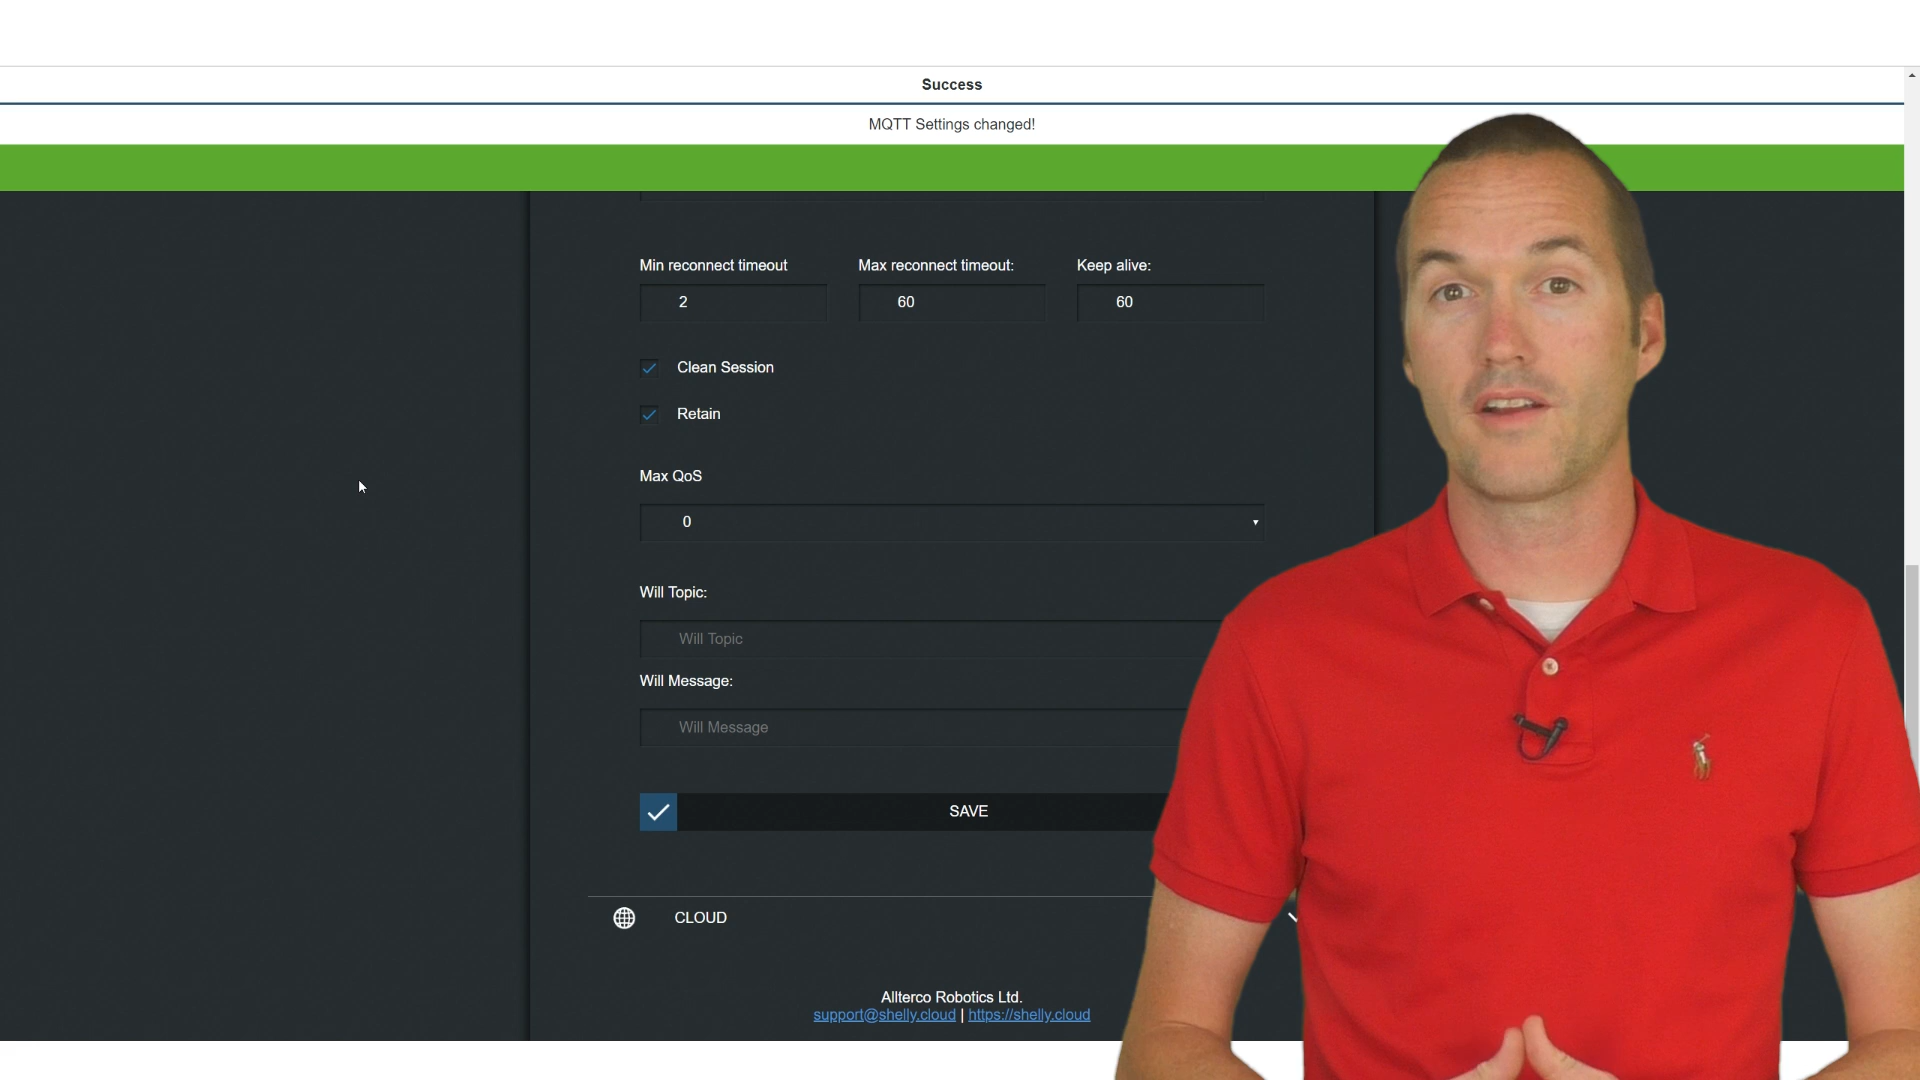 Success
MQTT Settings changed!
Min reconnect timeout Max reconnect timeout: Keep alive:
2 60 60
Clean Session
Retain
Max QoS
0
Will Topic:
Will Topic
Will Message:
Will Message
SAVE
CLOUD
Allterco Robotics Ltd.
support@shelly.cloud | https://shelly.cloud